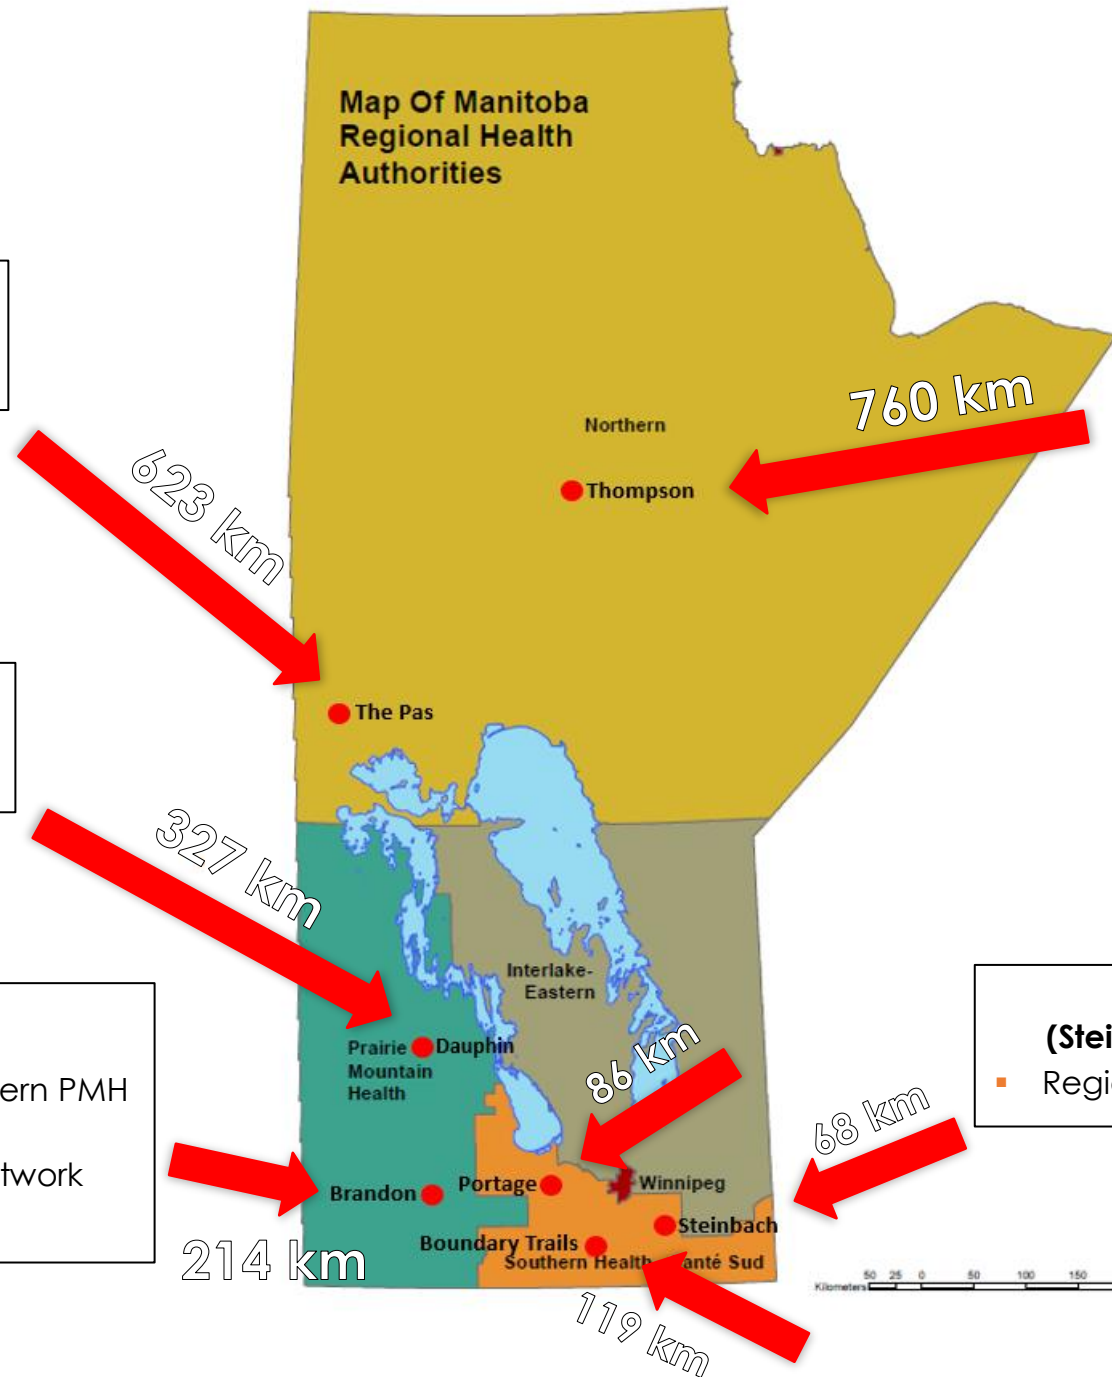 Map Of Manitoba
Regional Health
Authorities
760 km
Northern
Thompson
623 km
The Pas
327 km
Interlake-
Eastern
Prairie
Mountain
Health
Dauphin
86 km
68 km
(Stei
▪ Regio
ern PMH
twork
Brandon
Portage
Winnipeg
Steinbach
Boundary Trails
Southern Health anté Sud
214 km
119 km
Kilometers
50 25 0 50 100 150